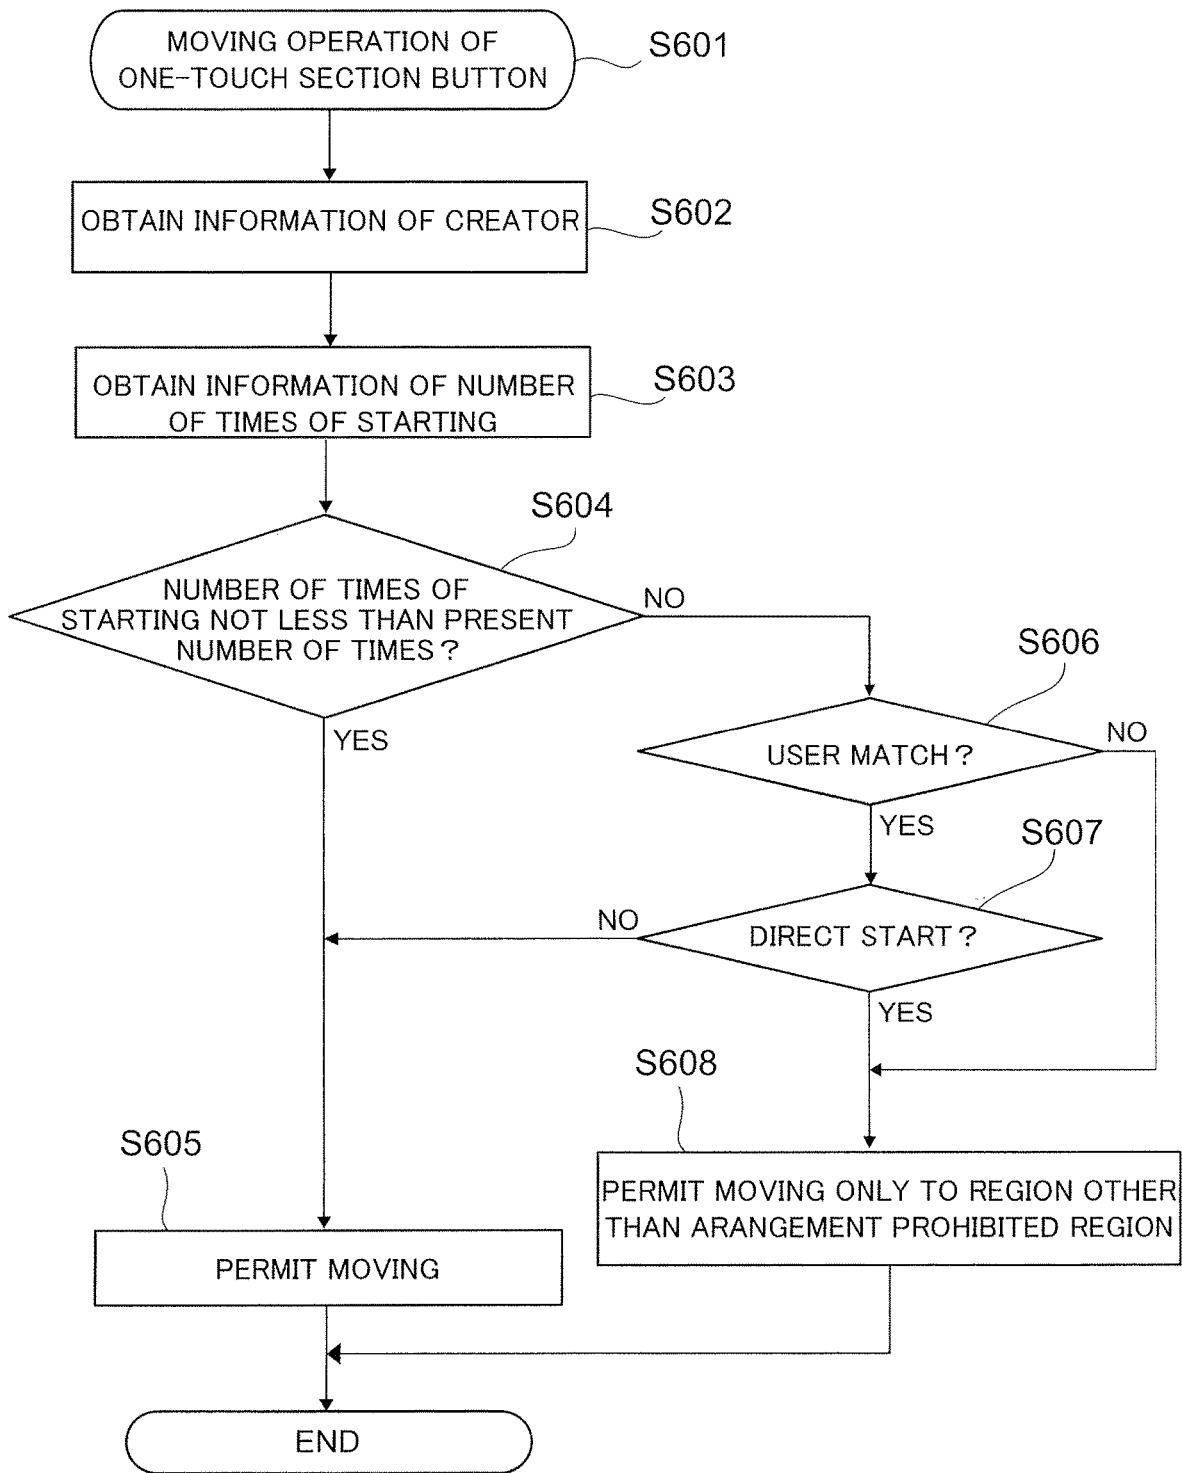 MOVING OPERATION OF
ONE-TOUCH SECTION BUTTON
S601
OBTAIN INFORMATION OF CREATOR
S602
OBTAIN INFORMATION OF NUMBER
OF TIMES OF STARTING
S603
S604
NUMBER OF TIMES OF
STARTING NOT LESS THAN PRESENT
NUMBER OF TIMES?
NO
YES
S606
USER MATCH?
NO
YES
S607
DIRECT START?
NO
YES
S608
PERMIT MOVING ONLY TO REGION OTHER
THAN ARANGEMENT PROHIBITED REGION
S605
PERMIT MOVING
END